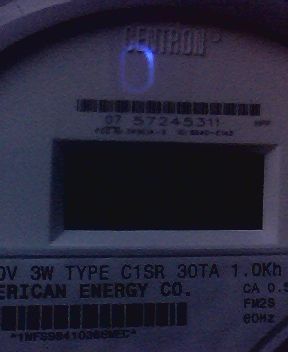 CENTRON
07 57245311
0V 3W TYPE C1SR 30TA 1.0Kh
ERICAN ENERGY CO.
CA 0.5
FM2S
60Hz